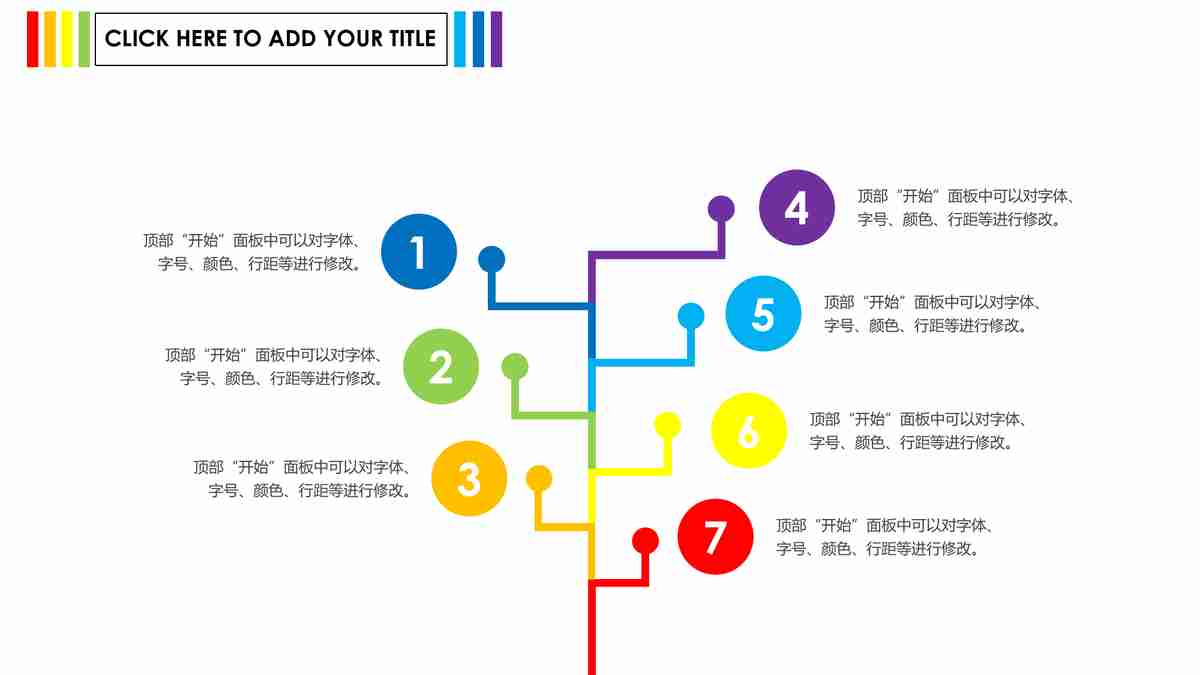 CLICK HERE TO ADD YOUR TITLE
1
顶部“开始”面板中可以对字体、
字号、颜色、行距等进行修改。
2
顶部“开始”面板中可以对字体、
字号、颜色、行距等进行修改。
3
顶部“开始”面板中可以对字体、
字号、颜色、行距等进行修改。
4
顶部“开始”面板中可以对字体、
字号、颜色、行距等进行修改。
5
顶部“开始”面板中可以对字体、
字号、颜色、行距等进行修改。
6
顶部“开始”面板中可以对字体、
字号、颜色、行距等进行修改。
7
顶部“开始”面板中可以对字体、
字号、颜色、行距等进行修改。